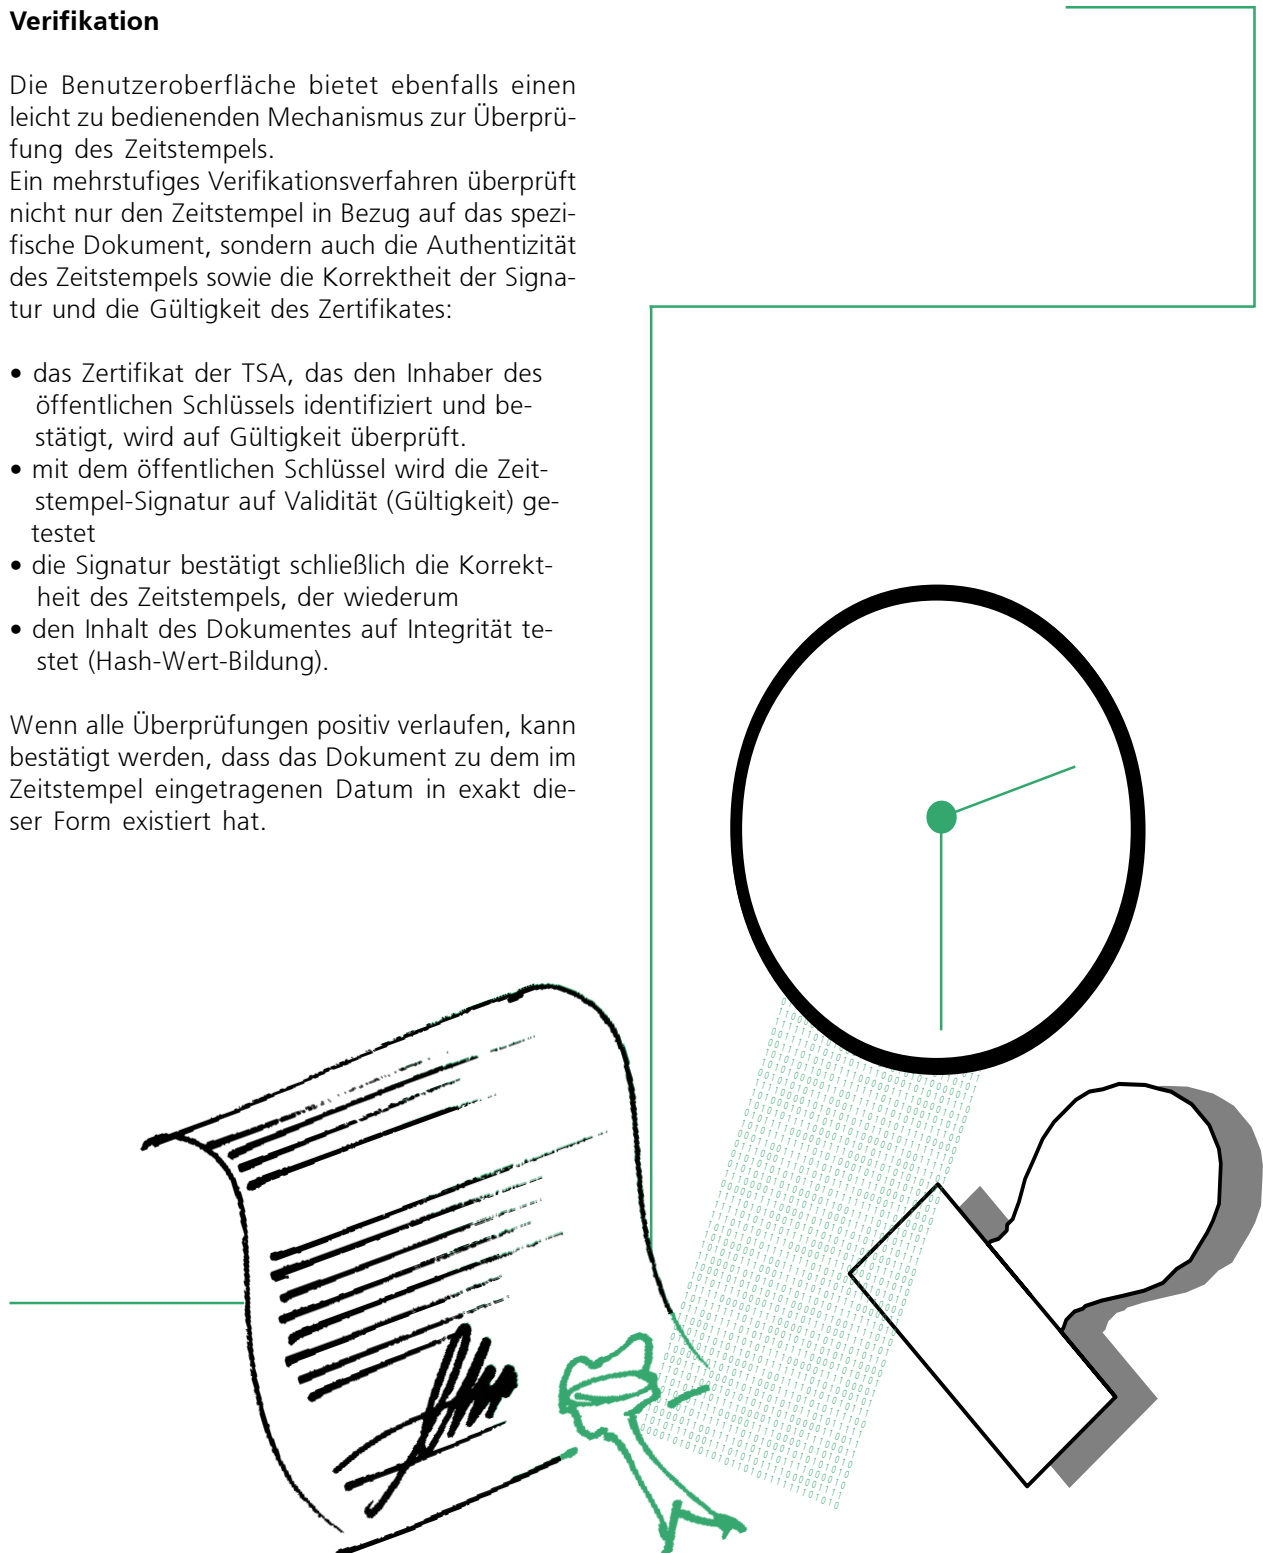 Verifikation
Die Benutzeroberfläche bietet ebenfalls einen
leicht zu bedienenden Mechanismus zur Überprü-
fung des Zeitstempels.
Ein mehrstufiges Verifikationsverfahren überprüft
nicht nur den Zeitstempel in Bezug auf das spezi-
fische Dokument, sondern auch die Authentizität
des Zeitstempels sowie die Korrektheit der Signa-
tur und die Gültigkeit des Zertifikates:
• das Zertifikat der TSA, das den Inhaber des
öffentlichen Schlüssels identifiziert und be-
stätigt, wird auf Gültigkeit überprüft.
• mit dem öffentlichen Schlüssel wird die Zeit-
stempel-Signatur auf Validität (Gültigkeit) ge-
testet
• die Signatur bestätigt schließlich die Korrekt-
heit des Zeitstempels, der wiederum
• den Inhalt des Dokumentes auf Integrität te-
stet (Hash-Wert-Bildung).
Wenn alle Überprüfungen positiv verlaufen, kann
bestätigt werden, dass das Dokument zu dem im
Zeitstempel eingetragenen Datum in exakt die-
ser Form existiert hat.